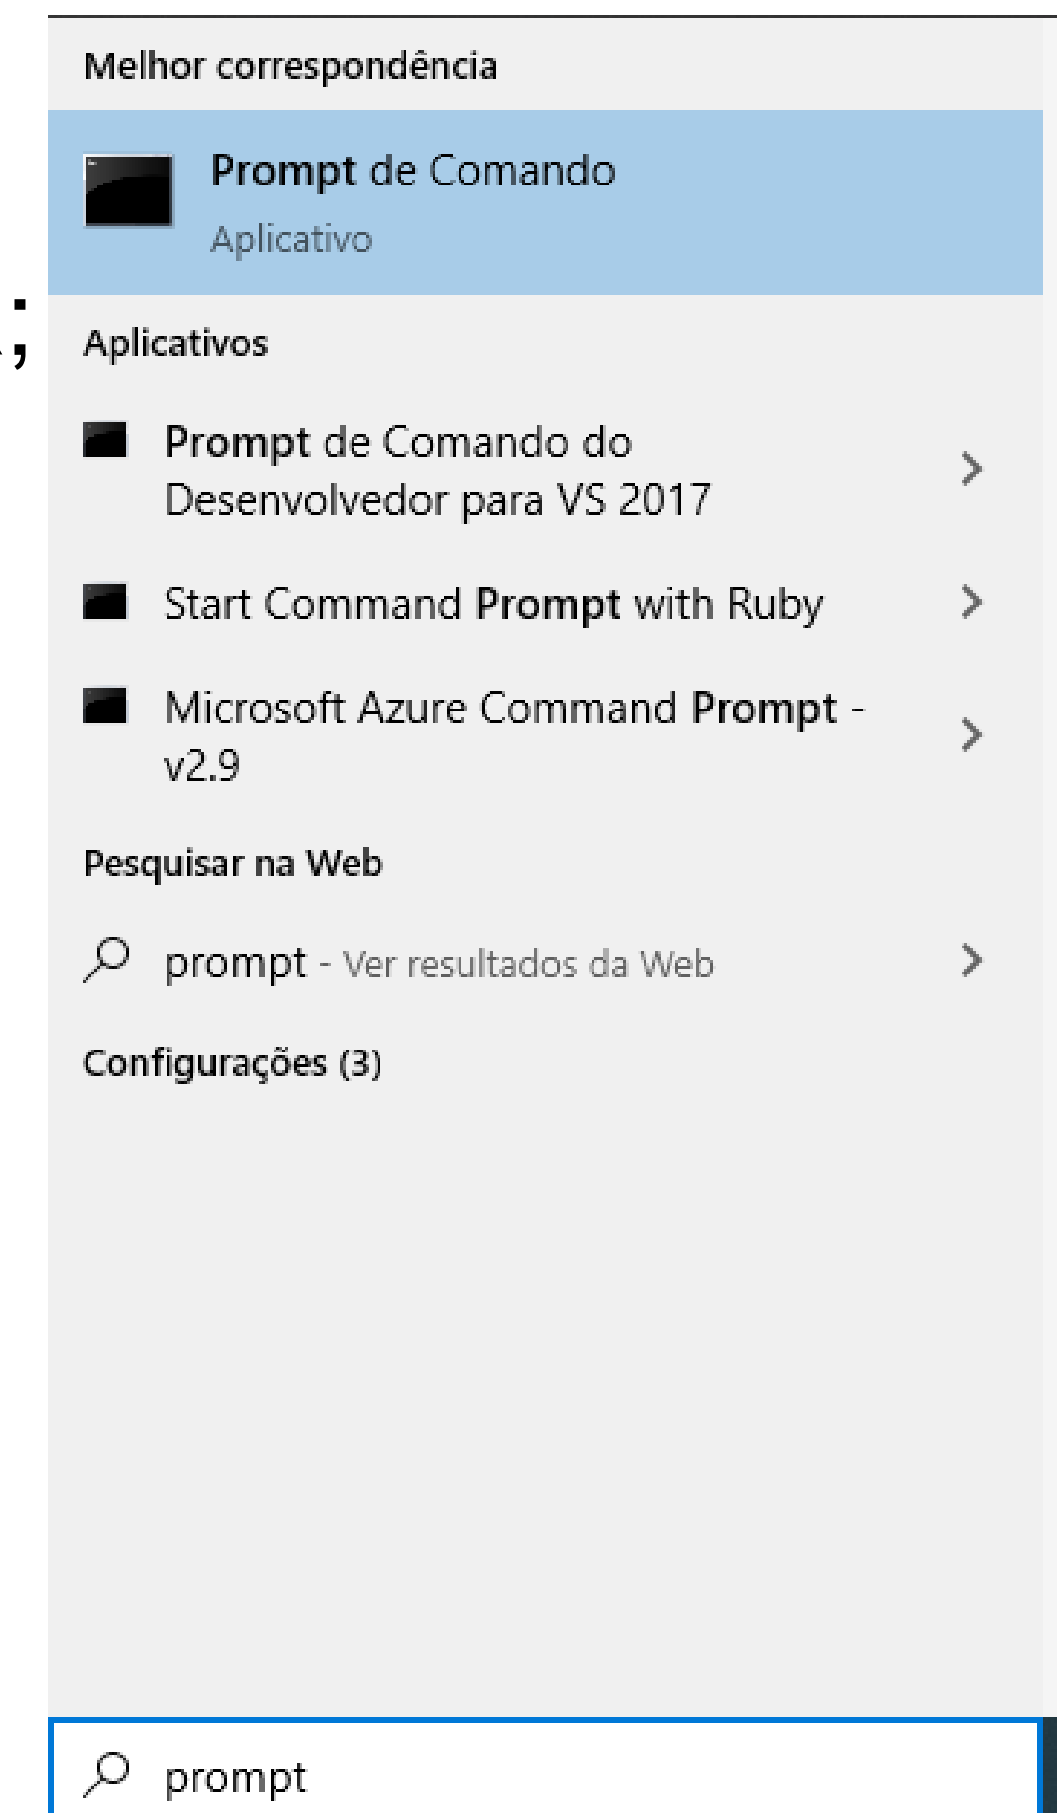 Melhor correspondência
Prompt de Comando
Aplicativo
;
Aplicativos
Prompt de Comando do
Desenvolvedor para VS 2017
Start Command Prompt with Ruby
Microsoft Azure Command Prompt -
v2.9
Pesquisar na Web
prompt - Ver resultados da Web
Configurações (3)
prompt